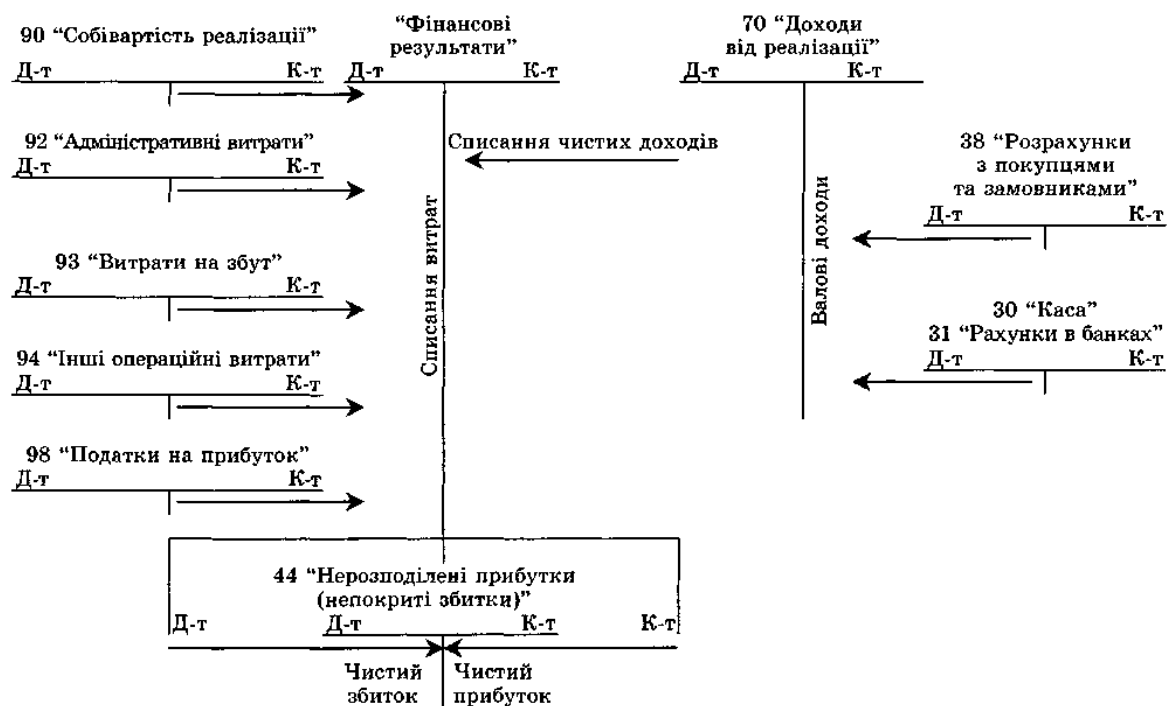 90 “Собівартість реалізації”
Д-т К-т
“Фінансові
результати”
Д-т К-т
70 “Доходи
від реалізації”
Д-т К-т
92 “Адміністративні витрати”
Д-т К-т
Списання чистих доходів
38 “Розрахунки
з покупцями
та замовниками”
Д-т К-т
Списання витрат
Валові доходи
93 “Витрати на збут”
Д-т К-т
30 “Каса”
31 “Рахунки в банках”
Д-т К-т
94 “Інші операційні витрати”
Д-т К-т
98 “Податки на прибуток”
Д-т К-т
44 “Нерозподілені прибутки
(непокриті збитки)”
Д-т Д-т К-т К-т
Чистий
збиток
Чистий
прибуток